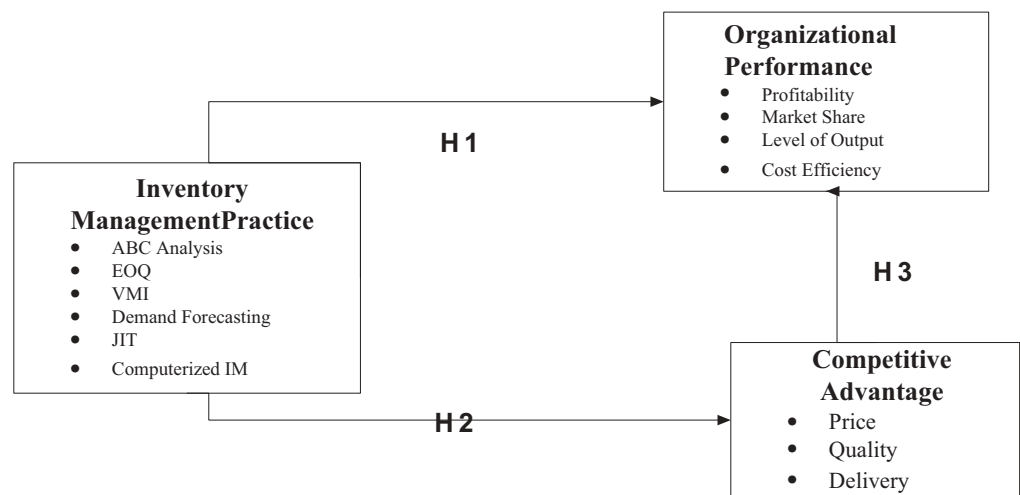 Organizational
Performance
• Profitability
• Market Share
• Level of Output
• Cost Efficiency
H 1
Inventory
ManagementPractice
• ABC Analysis
• EOQ
• VMI
• Demand Forecasting
• JIT
• Computerized IM
H 3
H 2
Competitive
Advantage
• Price
• Quality
• Delivery